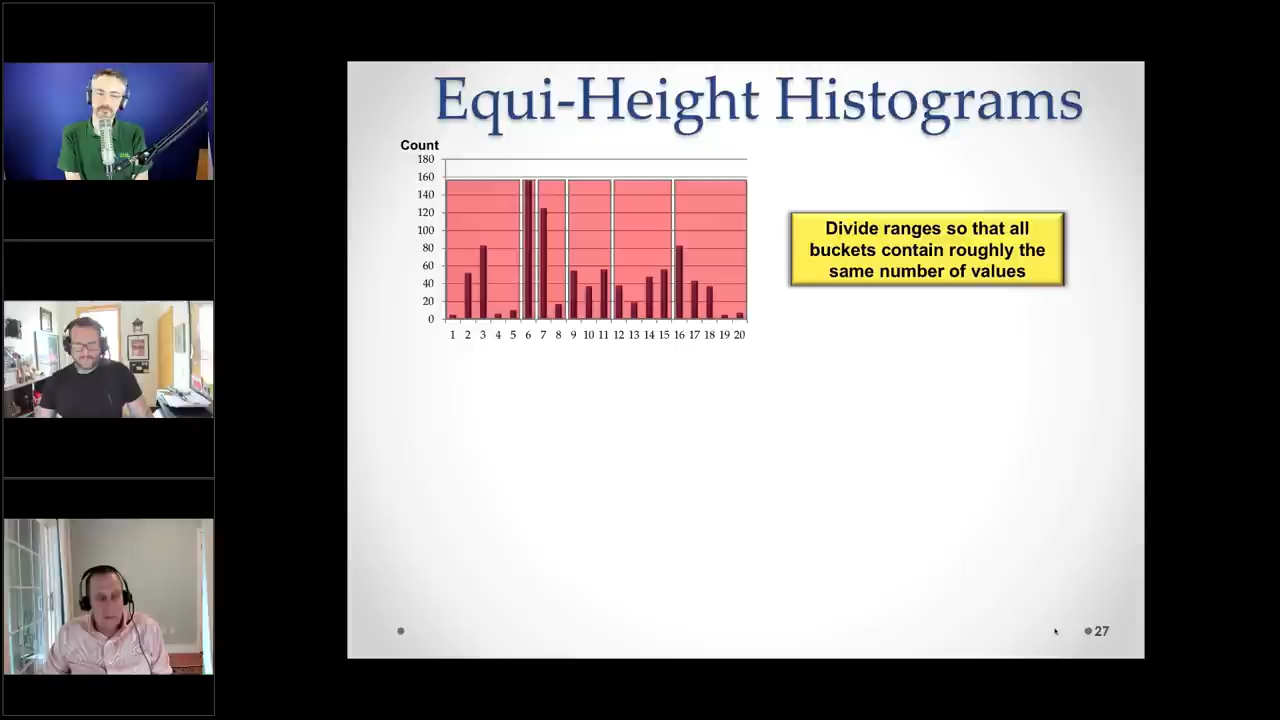 Equi-Height Histograms
Count
180
160
140
120
100
80
60
40
20
0
1 2 3 4 5 6 7 8 9 10 11 12 13 14 15 16 17 18 19 20
Divide ranges so that all
buckets contain roughly the
same number of values
27